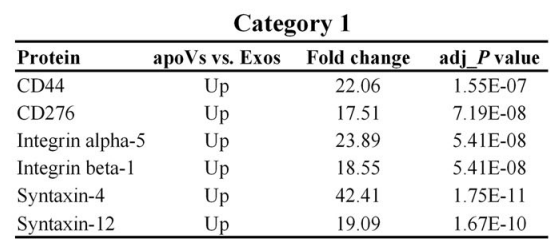 Category 1
Protein apoVs vs. Exos Fold change adj_P value
CD44 Up 22.06 1.55E-07
CD276 Up 17.51 7.19E-08
Integrin alpha-5 Up 23.89 5.41E-08
Integrin beta-1 Up 18.55 5.41E-08
Syntaxin-4 Up 42.41 1.75E-11
Syntaxin-12 Up 19.09 1.67E-10